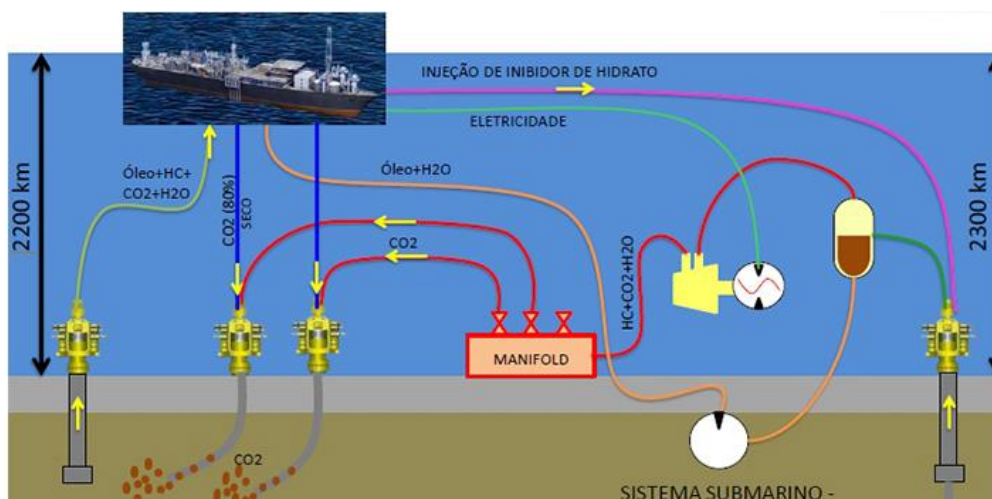 INJEÇÃO DE INIBIDOR DE HIDRATO
ELETRICIDADE
Óleo+HC+
CO2+H2O
Óleo+H2O
2200 km
CO2 (80%)
SECO
CO2
HC+CO2+H2O
2300 km
MANIFOLD
CO2
SISTEMA SUBMARINO -